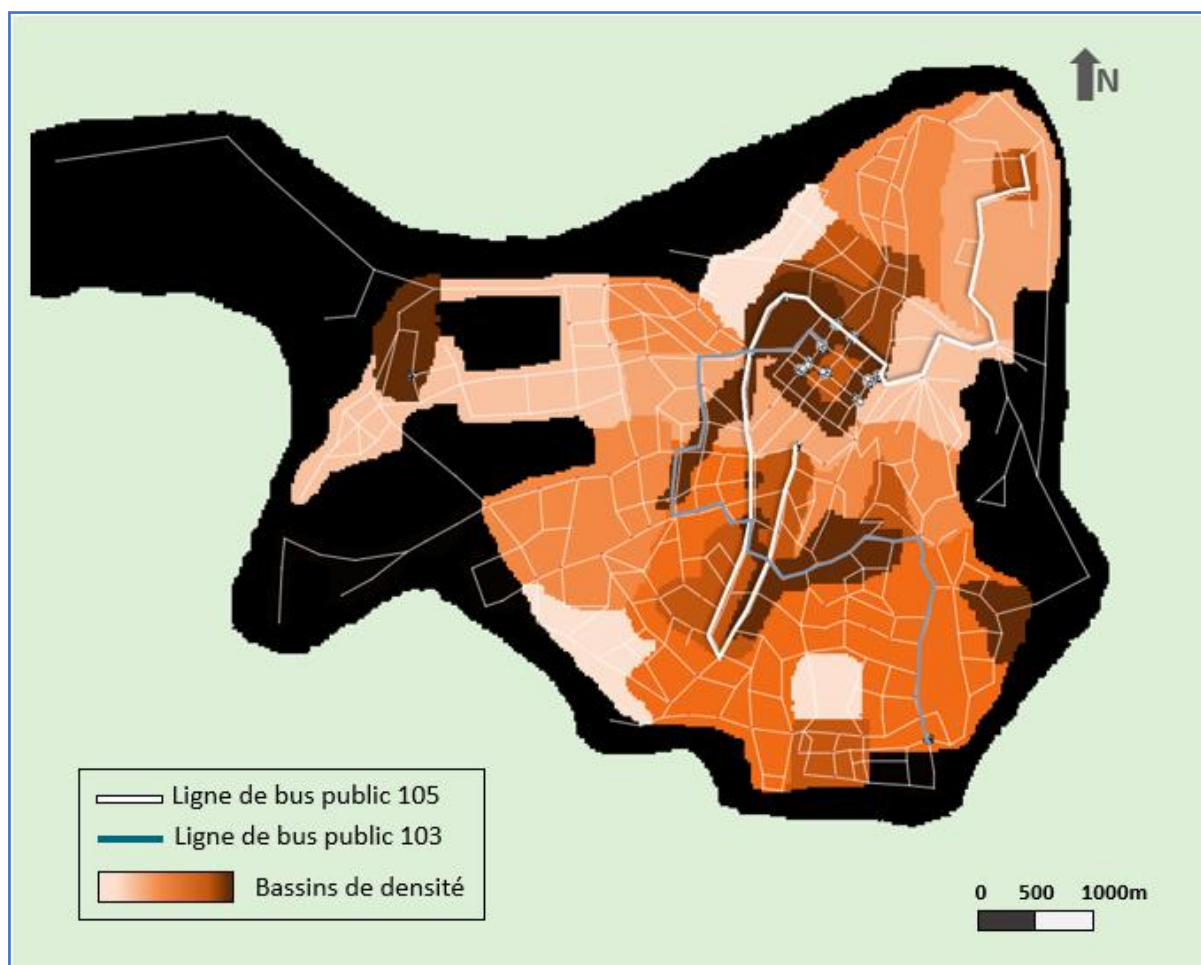 N
Ligne de bus public 105
Ligne de bus public 103
Bassins de densité
0 500 1000m